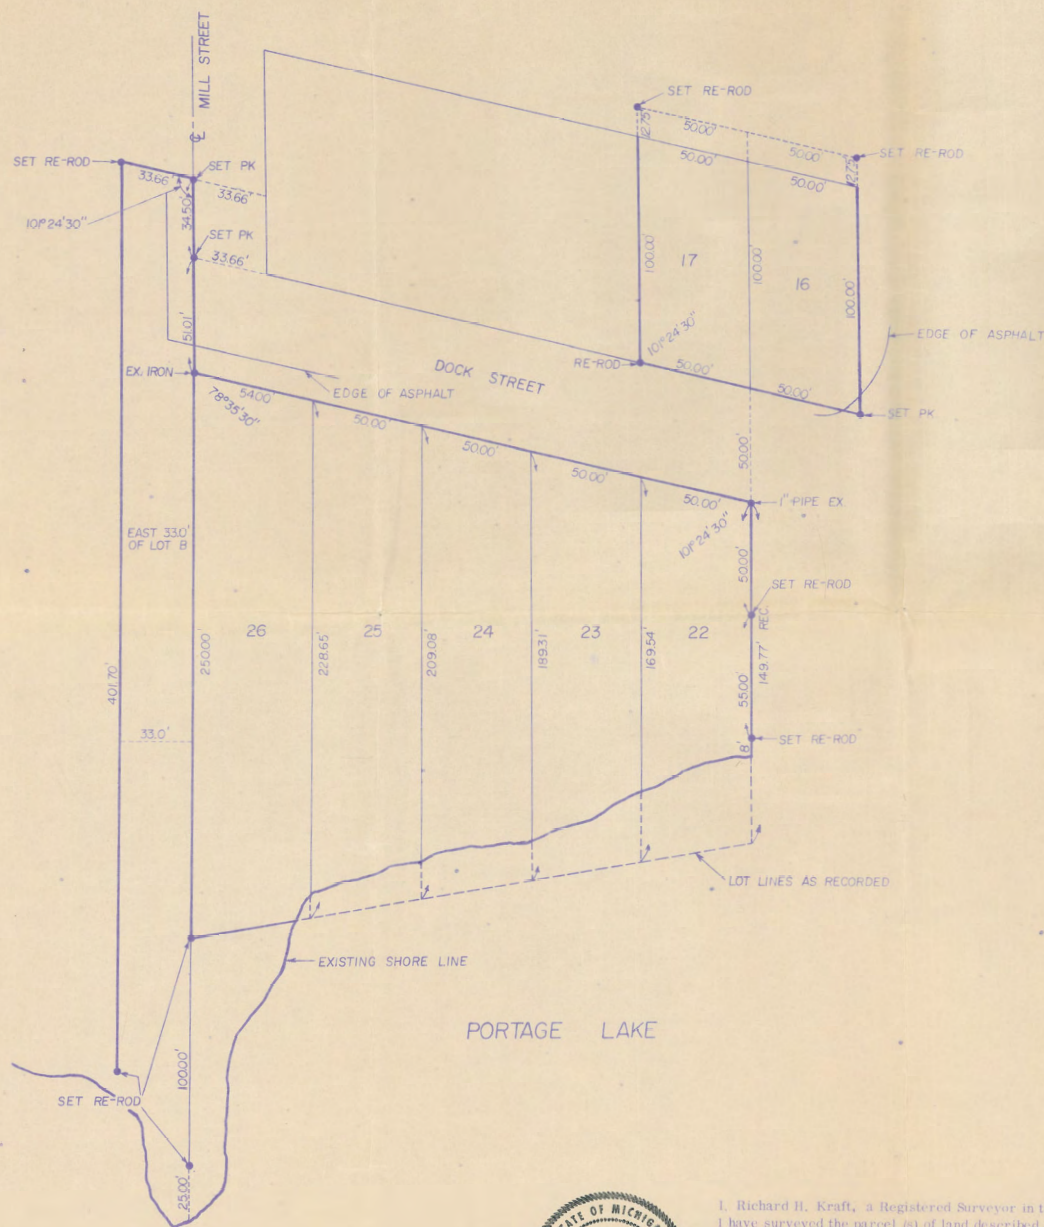 ℄ MILL STREET
SET RE-ROD
SET RE-ROD
12.75'
50.00'
50.00'
SET RE-ROD
12.75'
50.00'
50.00'
SET PK
33.66'
33.66'
34.50'
101°24'30"
SET PK
33.66'
100.00'
17
100.00'
16
100.00'
51.01'
101°24'30"
EDGE OF ASPHALT
DOCK STREET
RE-ROD
50.00'
50.00'
EX. IRON
EDGE OF ASPHALT
54.00'
78°35'30"
50.00'
50.00'
SET PK
50.00'
50.00'
50.00'
1" PIPE EX.
101°24'30"
EAST 33.0'
OF LOT B
50.00'
SET RE-ROD
REC.
26
25
24
23
22
401.70'
250.00'
228.65'
209.08'
189.31'
169.54'
149.77'
55.00'
33.0'
SET RE-ROD
8'
LOT LINES AS RECORDED
EXISTING SHORE LINE
PORTAGE LAKE
100.00'
SET RE-ROD
25.00'
STATE OF MICHIGA
I, Richard H. Kraft, a Registered Surveyor in t
I have surveyed the parcel (s) of land described